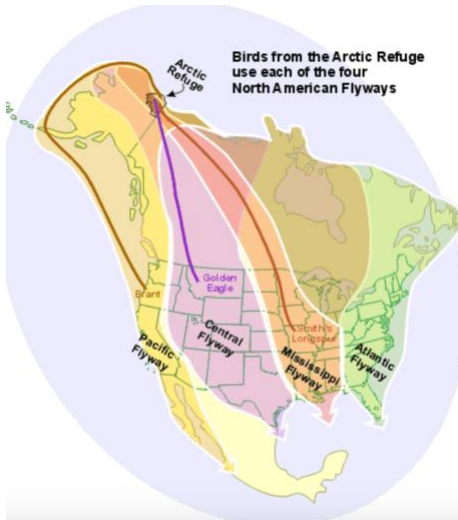 Birds from the Arctic Refuge
use each of the four
North American Flyways
Arctic
Refuge
Golden
Eagle
Brant
Smith's
Longspur
Central
Flyway
Pacific
Flyway
Mississippi
Flyway
Atlantic
Flyway